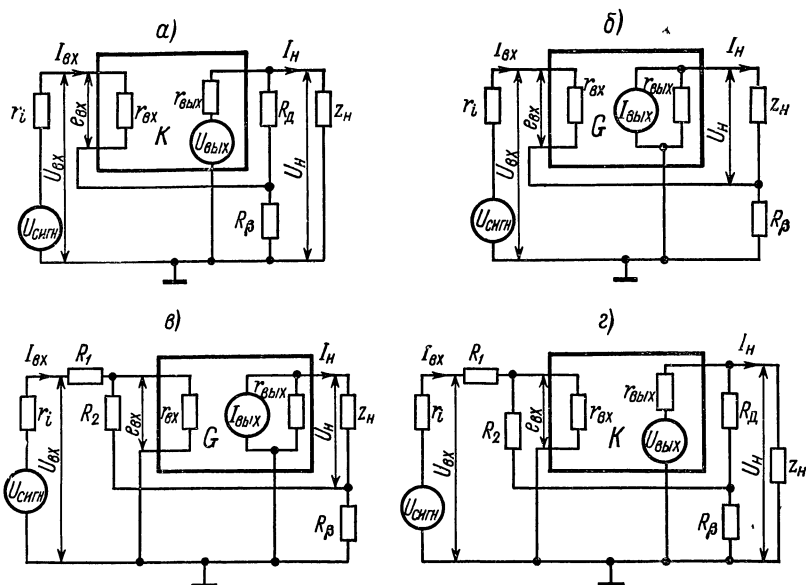 а)
I вх
I н
r i
e вх
r вх
r вых
R Д
z н
K
U вых
U вх
U н
R β
U сигн
б)
I вх
I н
r i
e вх
r вх
r вых
I вых
z н
G
U вх
U н
R β
U сигн
в)
I вх
R 1
I н
r i
R 2
e вх
r вх
r вых
I вых
z н
G
U вх
U н
R β
U сигн
г)
I вх
R 1
I н
r i
R 2
e вх
r вх
r вых
R Д
z н
K
U вых
U вх
U н
R β
U сигн